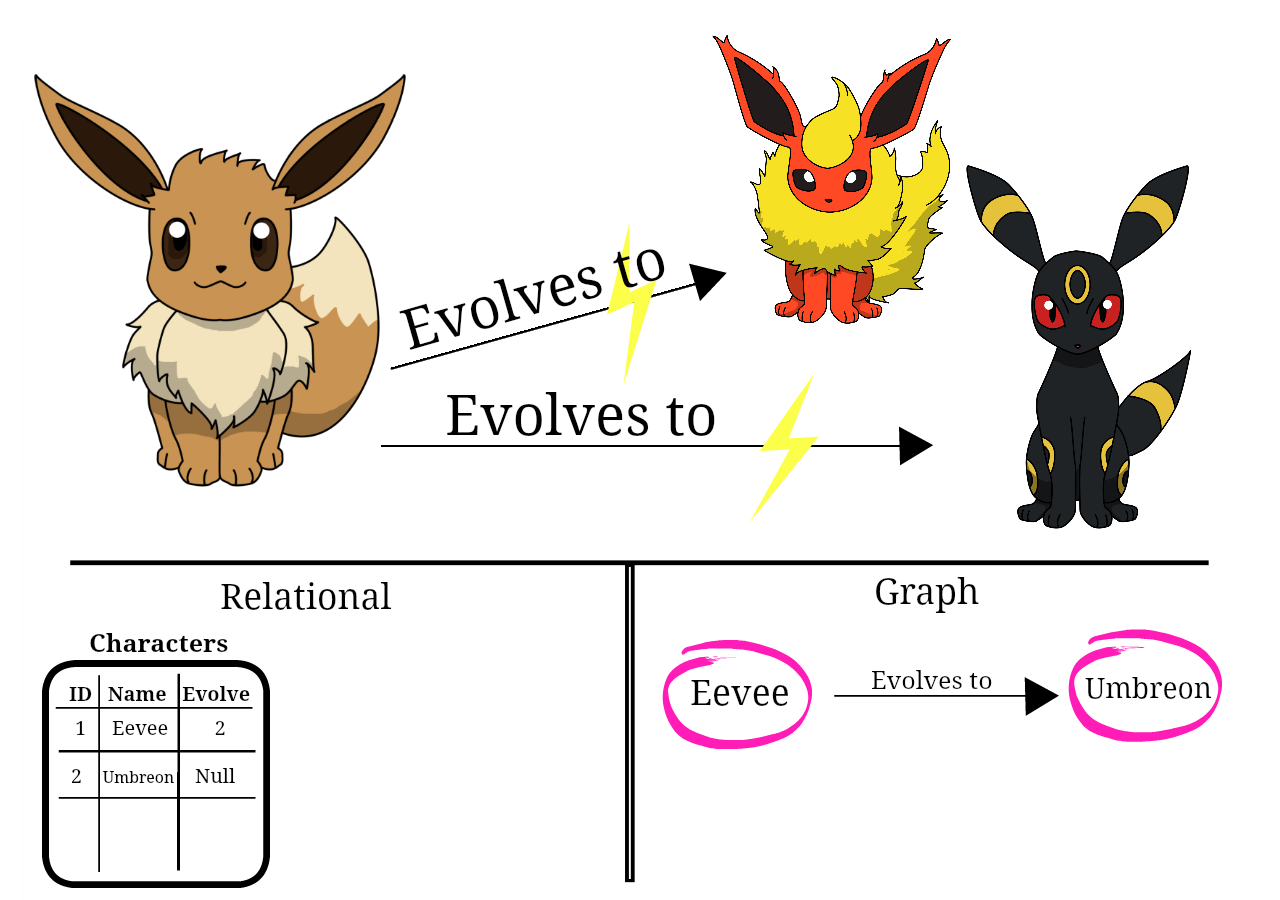 Evolves to
Evolves to
Relational
Characters
ID Name Evolve
1 Eevee 2
2 Umbreon Null
Graph
Eevee
Evolves to
Umbreon